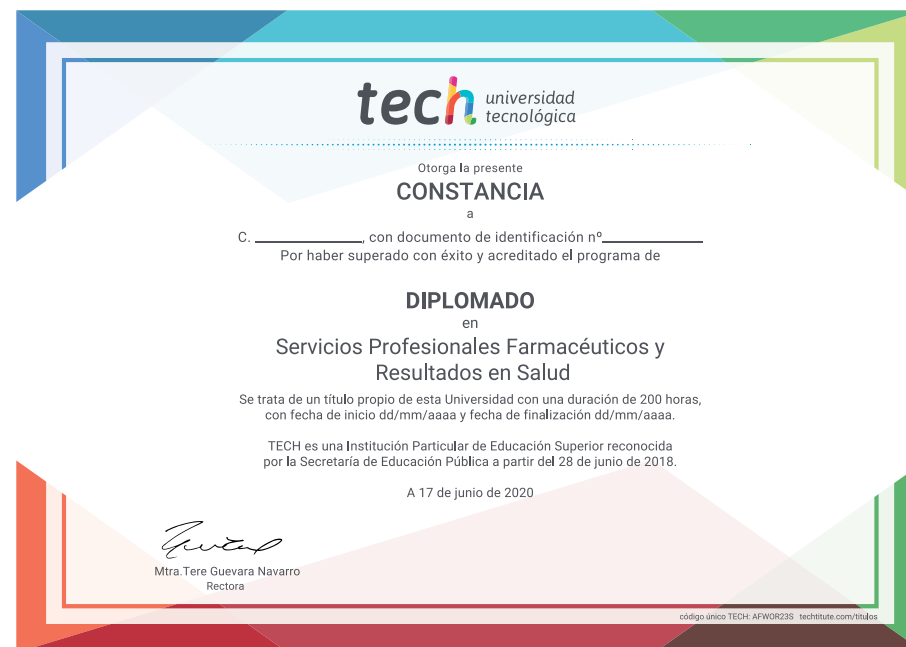 tech universidad
tecnológica
Otorga la presente
CONSTANCIA
a
C. ____________, con documento de identificación nº____________
Por haber superado con éxito y acreditado el programa de
DIPLOMADO
en
Servicios Profesionales Farmacéuticos y
Resultados en Salud
Se trata de un título propio de esta Universidad con una duración de 200 horas,
con fecha de inicio dd/mm/aaaa y fecha de finalización dd/mm/aaaa.
TECH es una Institución Particular de Educación Superior reconocida
por la Secretaría de Educación Pública a partir del 28 de junio de 2018.
A 17 de junio de 2020
Mtra.Tere Guevara Navarro
Rectora
código único TECH: AFWOR23S techtitute.com/titulos